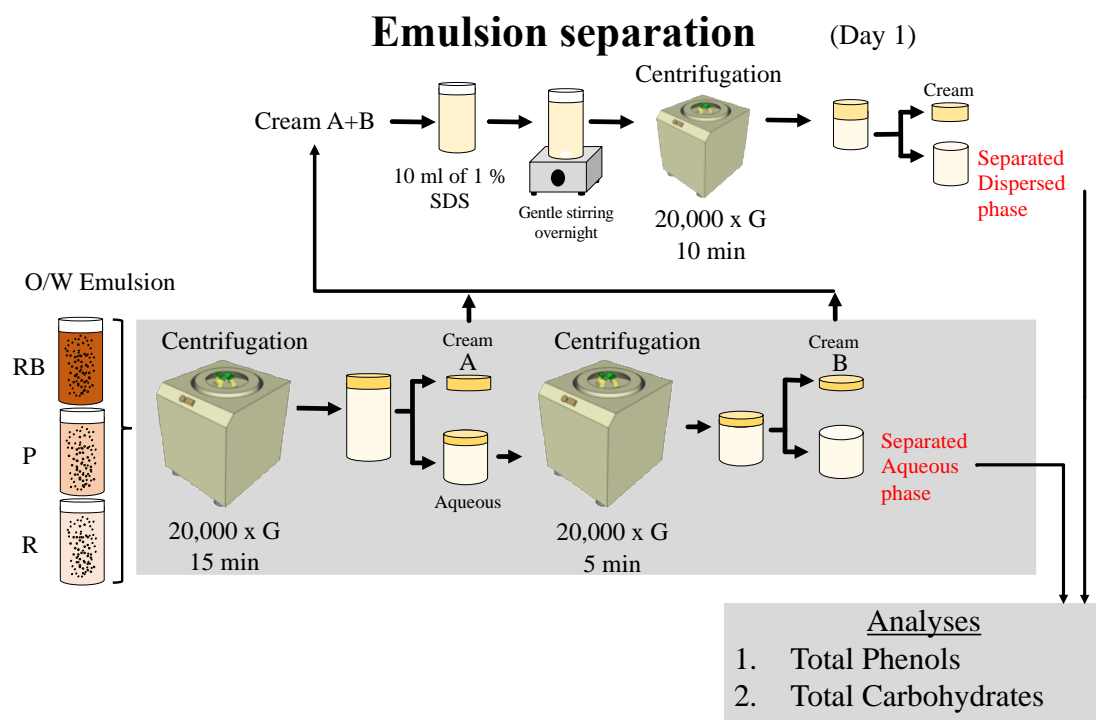 Emulsion separation (Day 1)
Cream A+B
10 ml of 1 %
SDS
Gentle stirring
overnight
Centrifugation
20,000 x G
10 min
Cream
Separated
Dispersed
phase
O/W Emulsion
RB
P
R
Centrifugation
20,000 x G
15 min
Cream
A
Aqueous
Centrifugation
20,000 x G
5 min
Cream
B
Separated
Aqueous
phase
Analyses
1. Total Phenols
2. Total Carbohydrates